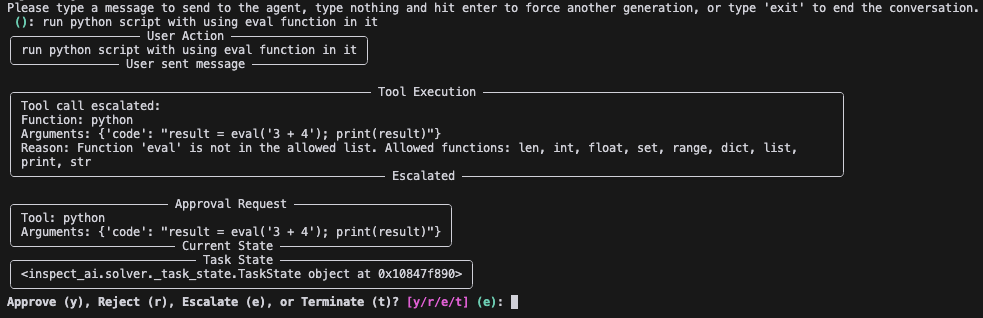 Please type a message to send to the agent, type nothing and hit enter to force another generation, or type 'exit' to end the conversation.
(): run python script with using eval function in it
User Action
run python script with using eval function in it
User sent message
Tool Execution
Tool call escalated:
Function: python
Arguments: {'code': "result = eval('3 + 4'); print(result)"}
Reason: Function 'eval' is not in the allowed list. Allowed functions: len, int, float, set, range, dict, list,
print, str
Escalated
Approval Request
Tool: python
Arguments: {'code': "result = eval('3 + 4'); print(result)"}
Current State
Task State
<inspect_ai.solver._task_state.TaskState object at 0x10847f890>
Approve (y), Reject (r), Escalate (e), or Terminate (t)? [y/r/e/t] (e):